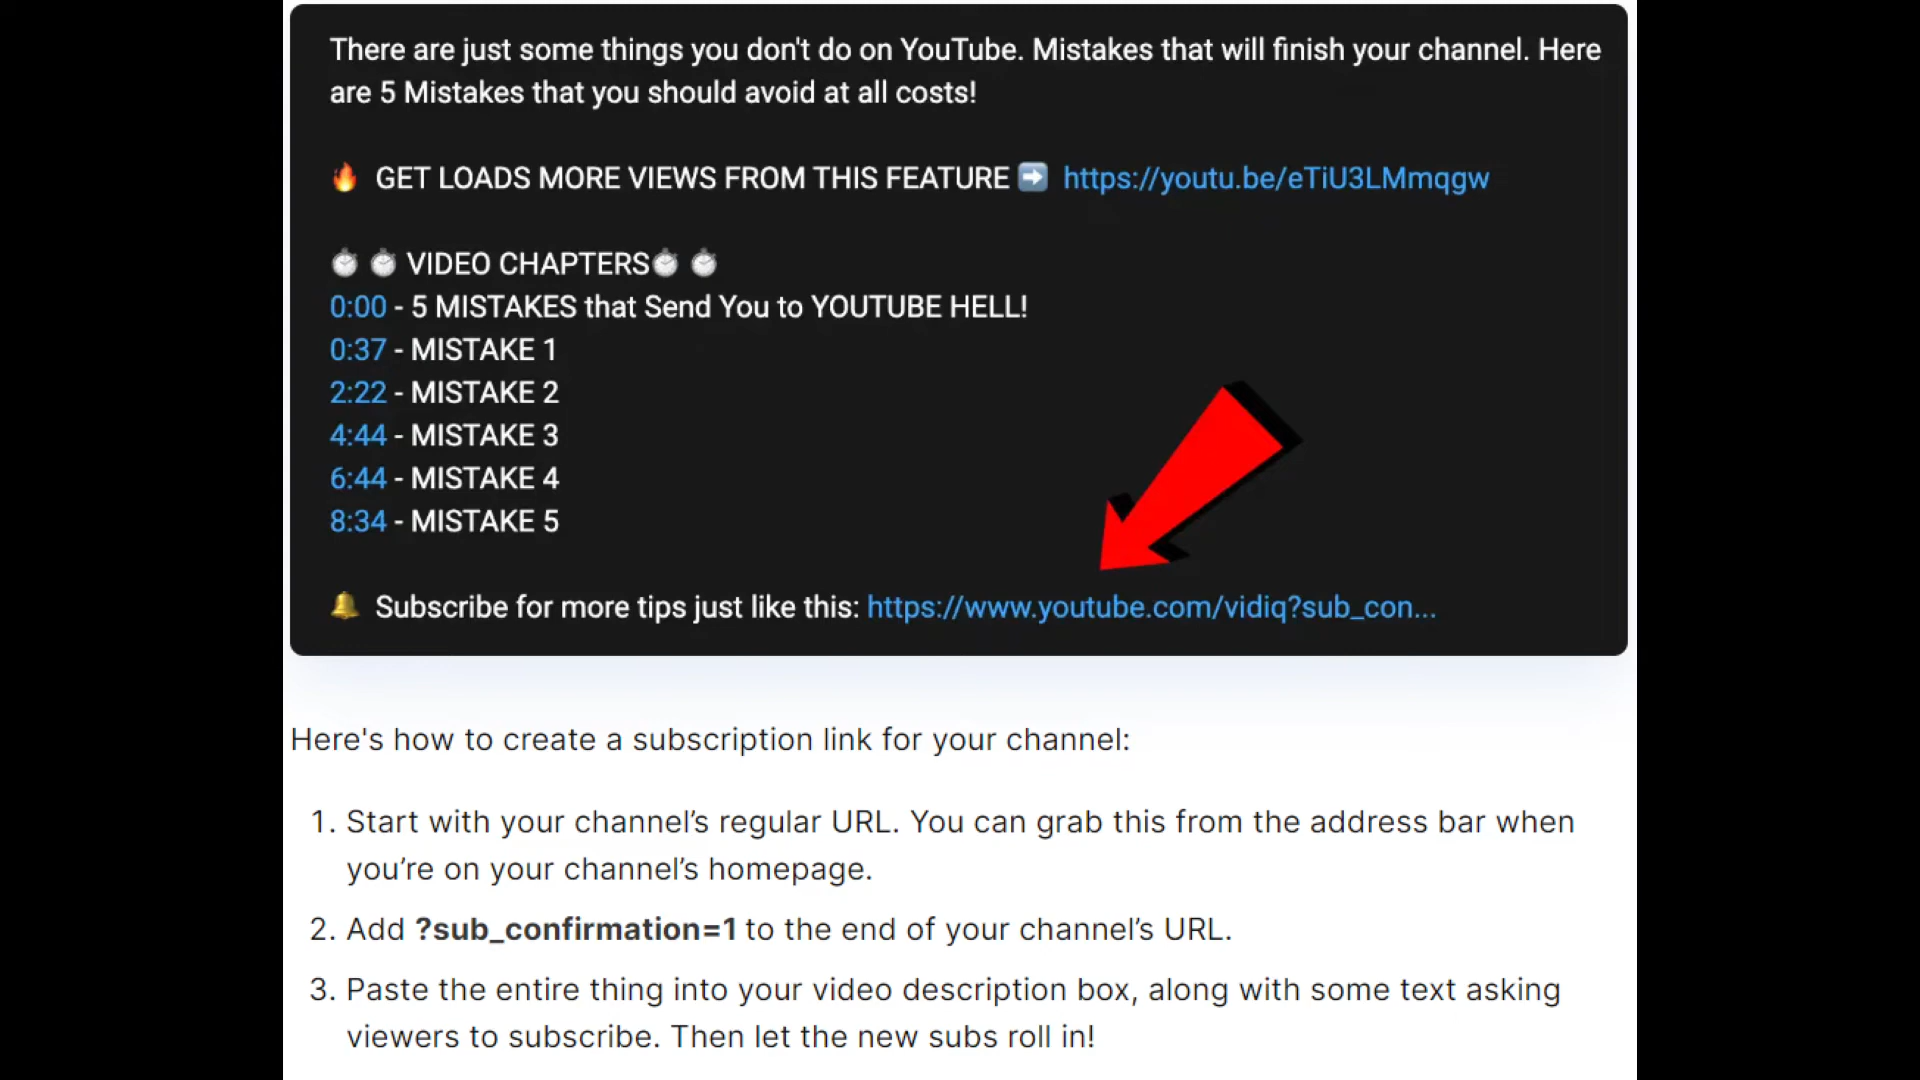 There are just some things you don't do on YouTube. Mistakes that will finish your channel. Here
are 5 Mistakes that you should avoid at all costs!
🔥 GET LOADS MORE VIEWS FROM THIS FEATURE ➡️ https://youtu.be/eTiU3LMmqgw
⏱️ ⏱️ VIDEO CHAPTERS⏱️ ⏱️
0:00 - 5 MISTAKES that Send You to YOUTUBE HELL!
0:37 - MISTAKE 1
2:22 - MISTAKE 2
4:44 - MISTAKE 3
6:44 - MISTAKE 4
8:34 - MISTAKE 5
🔔 Subscribe for more tips just like this: https://www.youtube.com/vidiq?sub_con...
Here's how to create a subscription link for your channel:
1. Start with your channel’s regular URL. You can grab this from the address bar when
you’re on your channel’s homepage.
2. Add ?sub_confirmation=1 to the end of your channel’s URL.
3. Paste the entire thing into your video description box, along with some text asking
viewers to subscribe. Then let the new subs roll in!